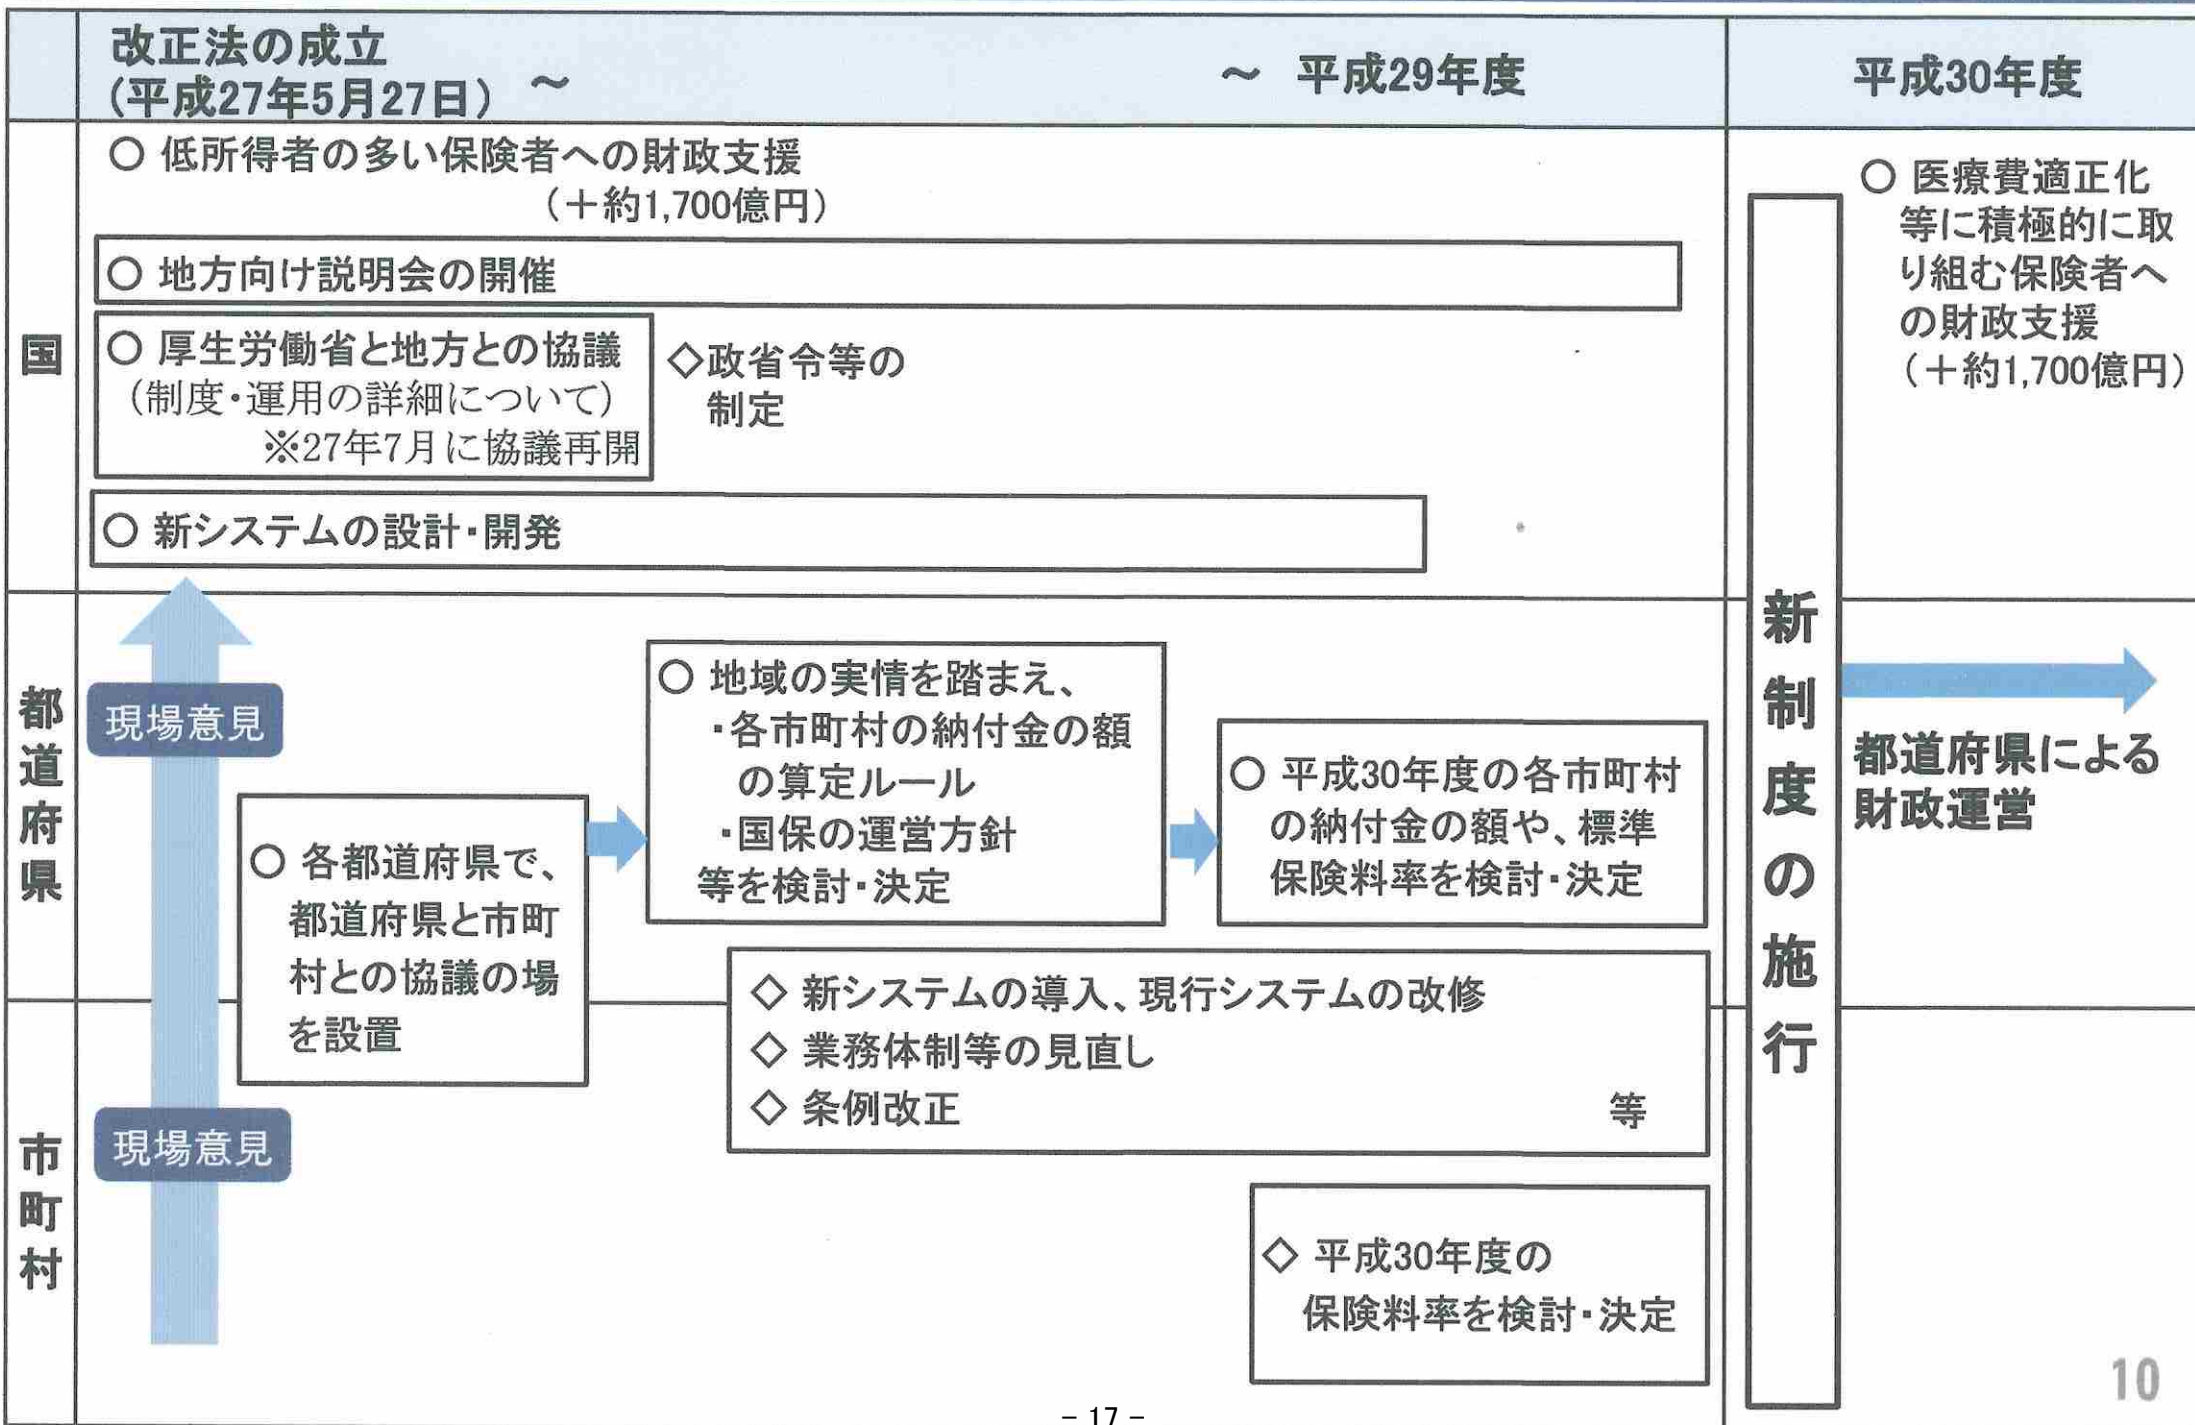 改正法の成立
(平成27年5月27日) ～
～ 平成29年度
平成30年度
国
○ 低所得者の多い保険者への財政支援
(＋約1,700億円)
○ 地方向け説明会の開催
○ 厚生労働省と地方との協議
(制度・運用の詳細について)
※27年7月に協議再開
◇政省令等の
制定
○ 新システムの設計・開発
○ 医療費適正化
等に積極的に取
り組む保険者へ
の財政支援
(＋約1,700億円)
都道府県
現場意見
○ 各都道府県で、
都道府県と市町
村との協議の場
を設置
○ 地域の実情を踏まえ、
・各市町村の納付金の額
の算定ルール
・国保の運営方針
等を検討・決定
○ 平成30年度の各市町村
の納付金の額や、標準
保険料率を検討・決定
新制度の施行
都道府県による
財政運営
◇ 新システムの導入、現行システムの改修
◇ 業務体制等の見直し
◇ 条例改正 等
市町村
現場意見
◇ 平成30年度の
保険料率を検討・決定
10
- 17 -